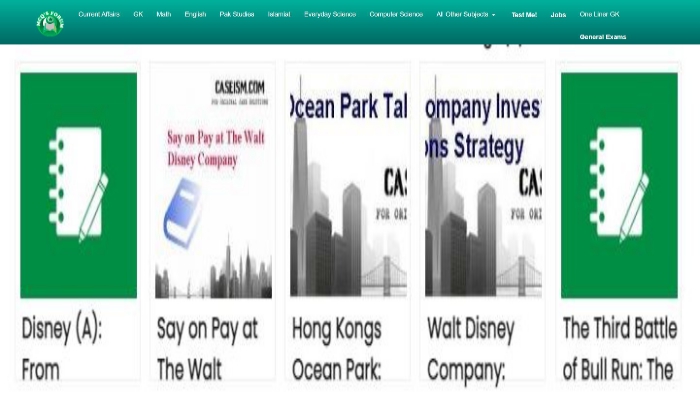 Current Affairs GK Math English Pak Studies Islamiat Everyday Science Computer Science All Other Subjects Test Me! Jobs One Liner GK
General Exams
CASEISM.COM
FOR ORIGINAL CASE SOLUTIONS
Say on Pay at The Walt
Disney Company
Ocean Park Tal
CAS
FOR ORI
ompany Inves
ons Strategy
CAS
FOR ORI
Disney (A):
From
Say on Pay at
The Walt
Hong Kongs
Ocean Park:
Walt Disney
Company:
The Third Battle
of Bull Run: The